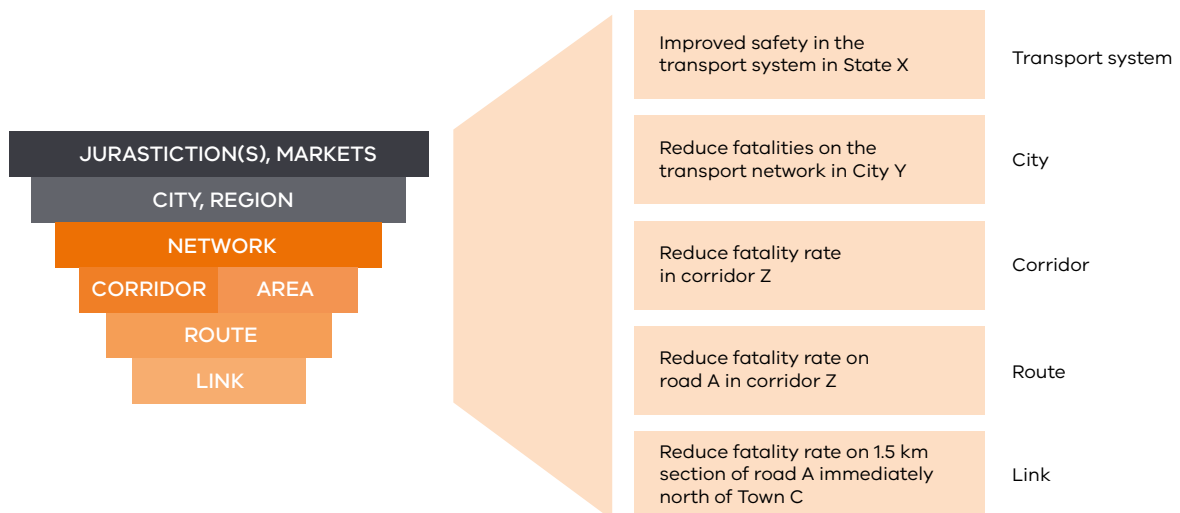 JURASTICTION(S), MARKETS
CITY, REGION
NETWORK
CORRIDOR
AREA
ROUTE
LINK
Improved safety in the
transport system in State X
Transport system
Reduce fatalities on the
transport network in City Y
City
Reduce fatality rate
in corridor Z
Corridor
Reduce fatality rate on
road A in corridor Z
Route
Reduce fatality rate on 1.5 km
section of road A immediately
north of Town C
Link